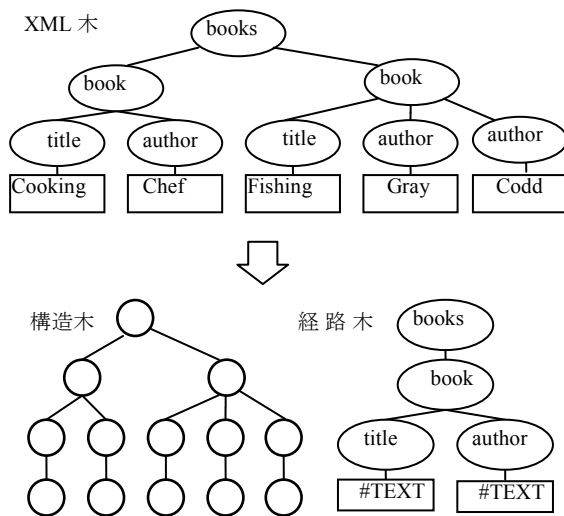 XML 木
books
book
book
title
author
title
author
author
Cooking
Chef
Fishing
Gray
Codd
構造木
経 路 木
books
book
title
author
#TEXT
#TEXT